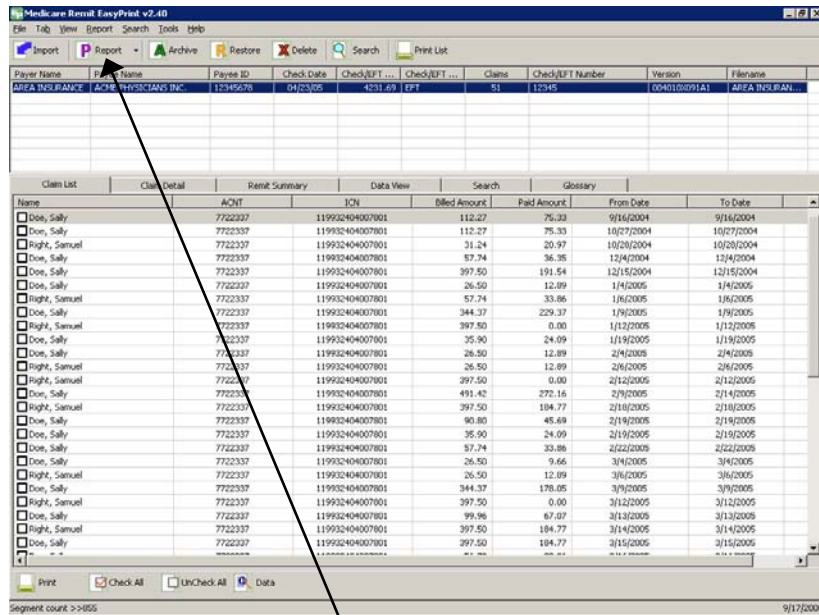 Medicare Remit EasyPrint v2.40
File Tab View Report Search Tools Help
Import Report Archive Restore Delete Search Print List
Payer Name Payee Name Payee ID Check Date Check/EFT ... Check/EFT ... Claims Check/EFT Number Version Filename
AREA INSURANCE ACME PHYSICIANS INC. 12345678 04/23/05 4231.69 EFT 51 12345 004010X091A1 AREA INSURAN...
Claim List Claim Detail Remit Summary Data View Search Glossary
Name ACNT ICN Billed Amount Paid Amount From Date To Date
Doe, Sally 7722337 119932404007801 112.27 75.33 9/16/2004 9/16/2004
Doe, Sally 7722337 119932404007801 112.27 75.33 10/27/2004 10/27/2004
Right, Samuel 7722337 119932404007801 31.24 20.97 10/28/2004 10/28/2004
Doe, Sally 7722337 119932404007801 57.74 36.35 12/4/2004 12/4/2004
Doe, Sally 7722337 119932404007801 397.50 191.54 12/15/2004 12/15/2004
Doe, Sally 7722337 119932404007801 26.50 12.89 1/4/2005 1/4/2005
Right, Samuel 7722337 119932404007801 57.74 33.86 1/6/2005 1/6/2005
Doe, Sally 7722337 119932404007801 344.37 229.37 1/9/2005 1/9/2005
Right, Samuel 7722337 119932404007801 397.50 0.00 1/12/2005 1/12/2005
Doe, Sally 7722337 119932404007801 35.90 24.09 1/19/2005 1/19/2005
Doe, Sally 7722337 119932404007801 26.50 12.89 2/4/2005 2/4/2005
Right, Samuel 7722337 119932404007801 26.50 12.89 2/6/2005 2/6/2005
Right, Samuel 7722337 119932404007801 397.50 0.00 2/12/2005 2/12/2005
Doe, Sally 7722337 119932404007801 491.42 272.16 2/9/2005 2/14/2005
Right, Samuel 7722337 119932404007801 397.50 184.77 2/18/2005 2/18/2005
Doe, Sally 7722337 119932404007801 90.80 45.69 2/19/2005 2/19/2005
Doe, Sally 7722337 119932404007801 35.90 24.09 2/19/2005 2/19/2005
Doe, Sally 7722337 119932404007801 57.74 33.86 2/22/2005 2/22/2005
Doe, Sally 7722337 119932404007801 26.50 9.66 3/4/2005 3/4/2005
Right, Samuel 7722337 119932404007801 26.50 12.89 3/6/2005 3/6/2005
Doe, Sally 7722337 119932404007801 344.37 178.05 3/9/2005 3/9/2005
Right, Samuel 7722337 119932404007801 397.50 0.00 3/12/2005 3/12/2005
Doe, Sally 7722337 119932404007801 99.96 67.07 3/13/2005 3/13/2005
Right, Samuel 7722337 119932404007801 397.50 184.77 3/14/2005 3/14/2005
Doe, Sally 7722337 119932404007801 397.50 184.77 3/15/2005 3/15/2005
Print Check All UnCheck All Data
Segment count >>855